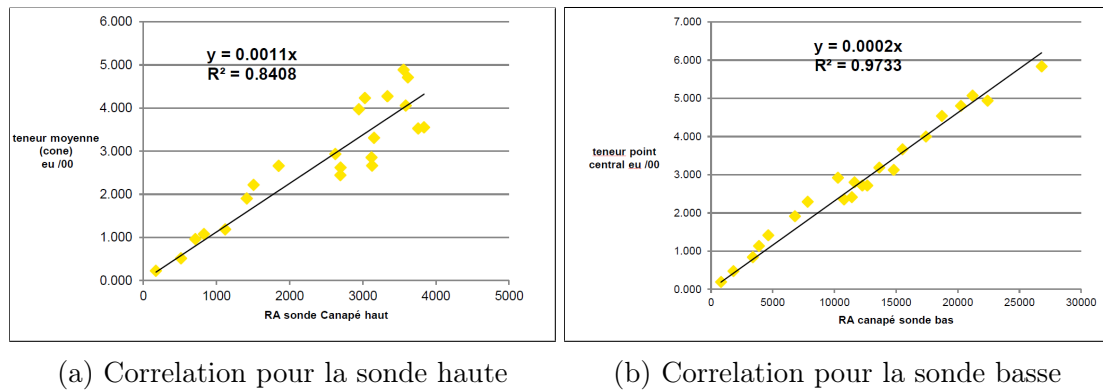 6.000
5.000
4.000
3.000
2.000
1.000
0.000
y = 0.0011x
R² = 0.8408
teneur moyenne
(cone)
eu /00
0
1000
2000
3000
4000
5000
RA sonde Canapé haut
7.000
6.000
5.000
4.000
3.000
2.000
1.000
0.000
y = 0.0002x
R² = 0.9733
teneur point
central eu /00
0
5000
10000
15000
20000
25000
30000
RA canapé sonde bas
(a) Correlation pour la sonde haute
(b) Correlation pour la sonde basse